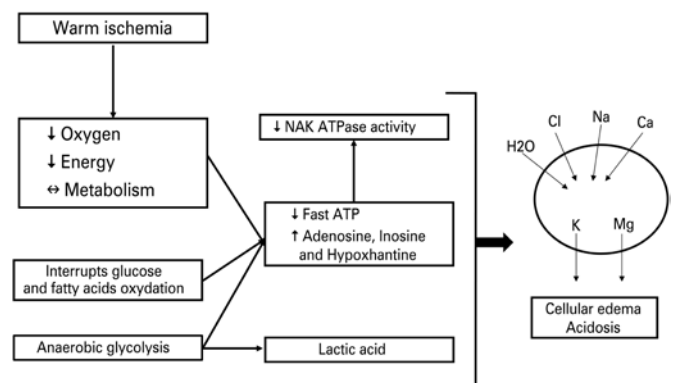 Warm ischemia
↓ Oxygen
↓ Energy
↔ Metabolism
Interrupts glucose
and fatty acids oxydation
Anaerobic glycolysis
↓ NAK ATPase activity
↓ Fast ATP
↑ Adenosine, Inosine
and Hypoxhantine
Lactic acid
H2O
Cl
Na
Ca
K
Mg
Cellular edema
Acidosis